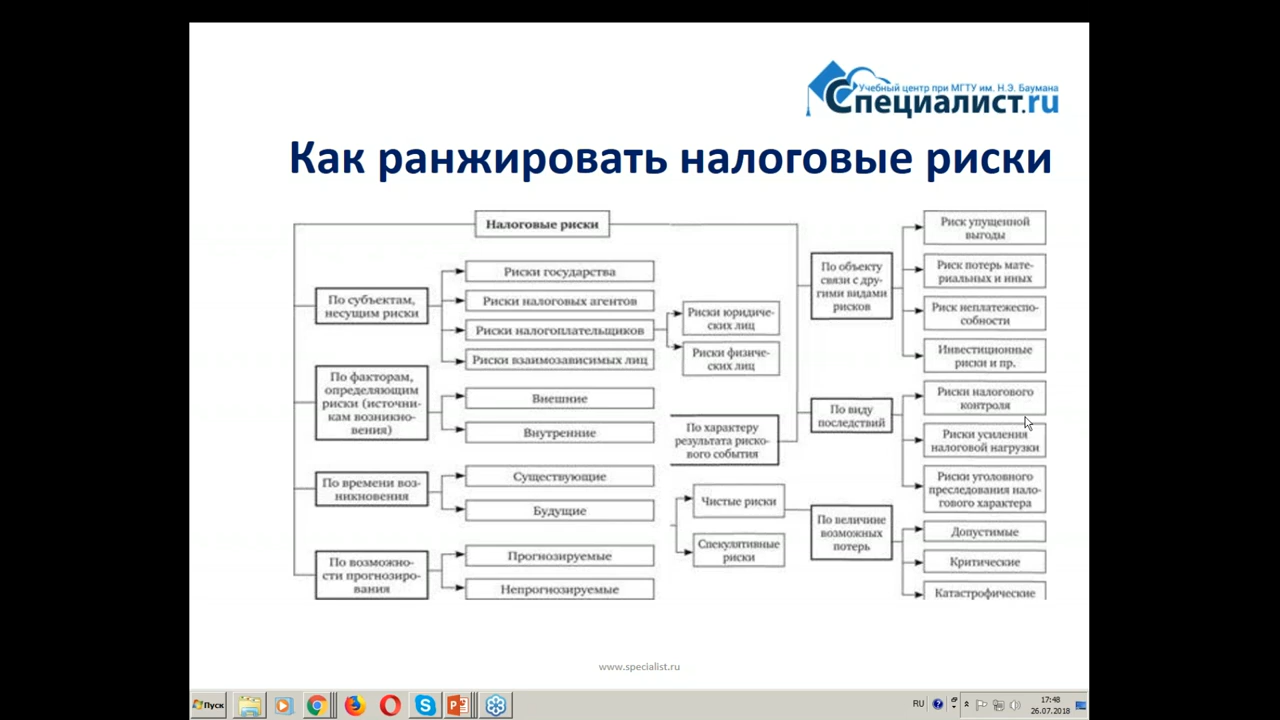 Учебный центр при МГТУ им. Н.Э. Баумана
Специалист.ru
Как ранжировать налоговые риски
Налоговые риски
По субъектам,
несущим риски
Риски государства
Риски налоговых агентов
Риски налогоплательщиков
Риски взаимозависимых лиц
Риски юридиче-
ских лиц
Риски физиче-
ских лиц
По факторам,
определяющим
риски (источни-
кам возникно-
вения)
Внешние
Внутренние
По времени воз-
никновения
Существующие
Будущие
По возможно-
сти прогнозиро-
вания
Прогнозируемые
Непрогнозируемые
По характеру
результата риско-
вого события
Чистые риски
Спекулятивные
риски
По объекту
связи с дру-
гими видами
рисков
Риск упущенной
выгоды
Риск потерь мате-
риальных и иных
Риск неплатежеспо-
собности
Инвестиционные
риски и пр.
По виду
последствий
Риски налогового
контроля
Риски усиления
налоговой нагрузки
Риски уголовного
преследования нало-
гового характера
По величине
возможных
потерь
Допустимые
Критические
Катастрофические
www.specialist.ru
Пуск
RU
17:48
26.07.2018